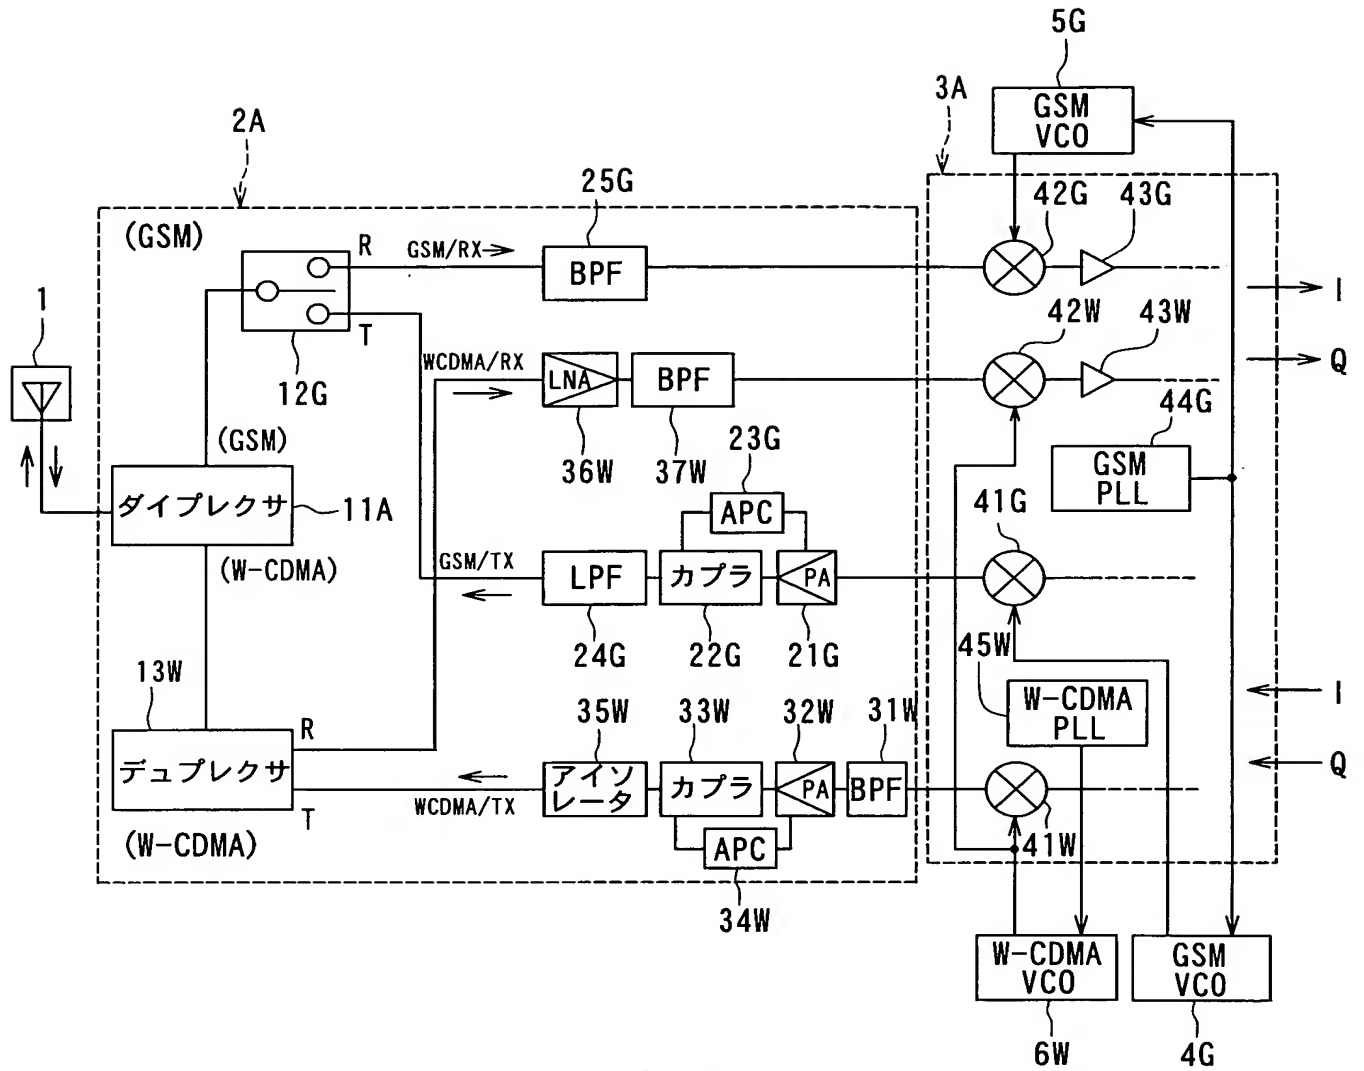 5G
3A
GSM
VCO
2A
25G
42G
43G
(GSM)
R
GSM/RX
BPF
I
1
T
42W
43W
12G
WCDMA/RX
LNA
BPF
Q
44G
(GSM)
36W
37W
23G
GSM
PLL
ダイプレクサ
11A
APC
41G
(W-CDMA)
GSM/TX
LPF
カプラ
PA
24G
22G
21G
45W
13W
35W
33W
32W
31W
W-CDMA
PLL
I
R
デュプレクサ
アイソ
レータ
カプラ
PA
BPF
Q
T
WCDMA/TX
(W-CDMA)
APC
41W
34W
W-CDMA
VCO
GSM
VCO
6W
4G